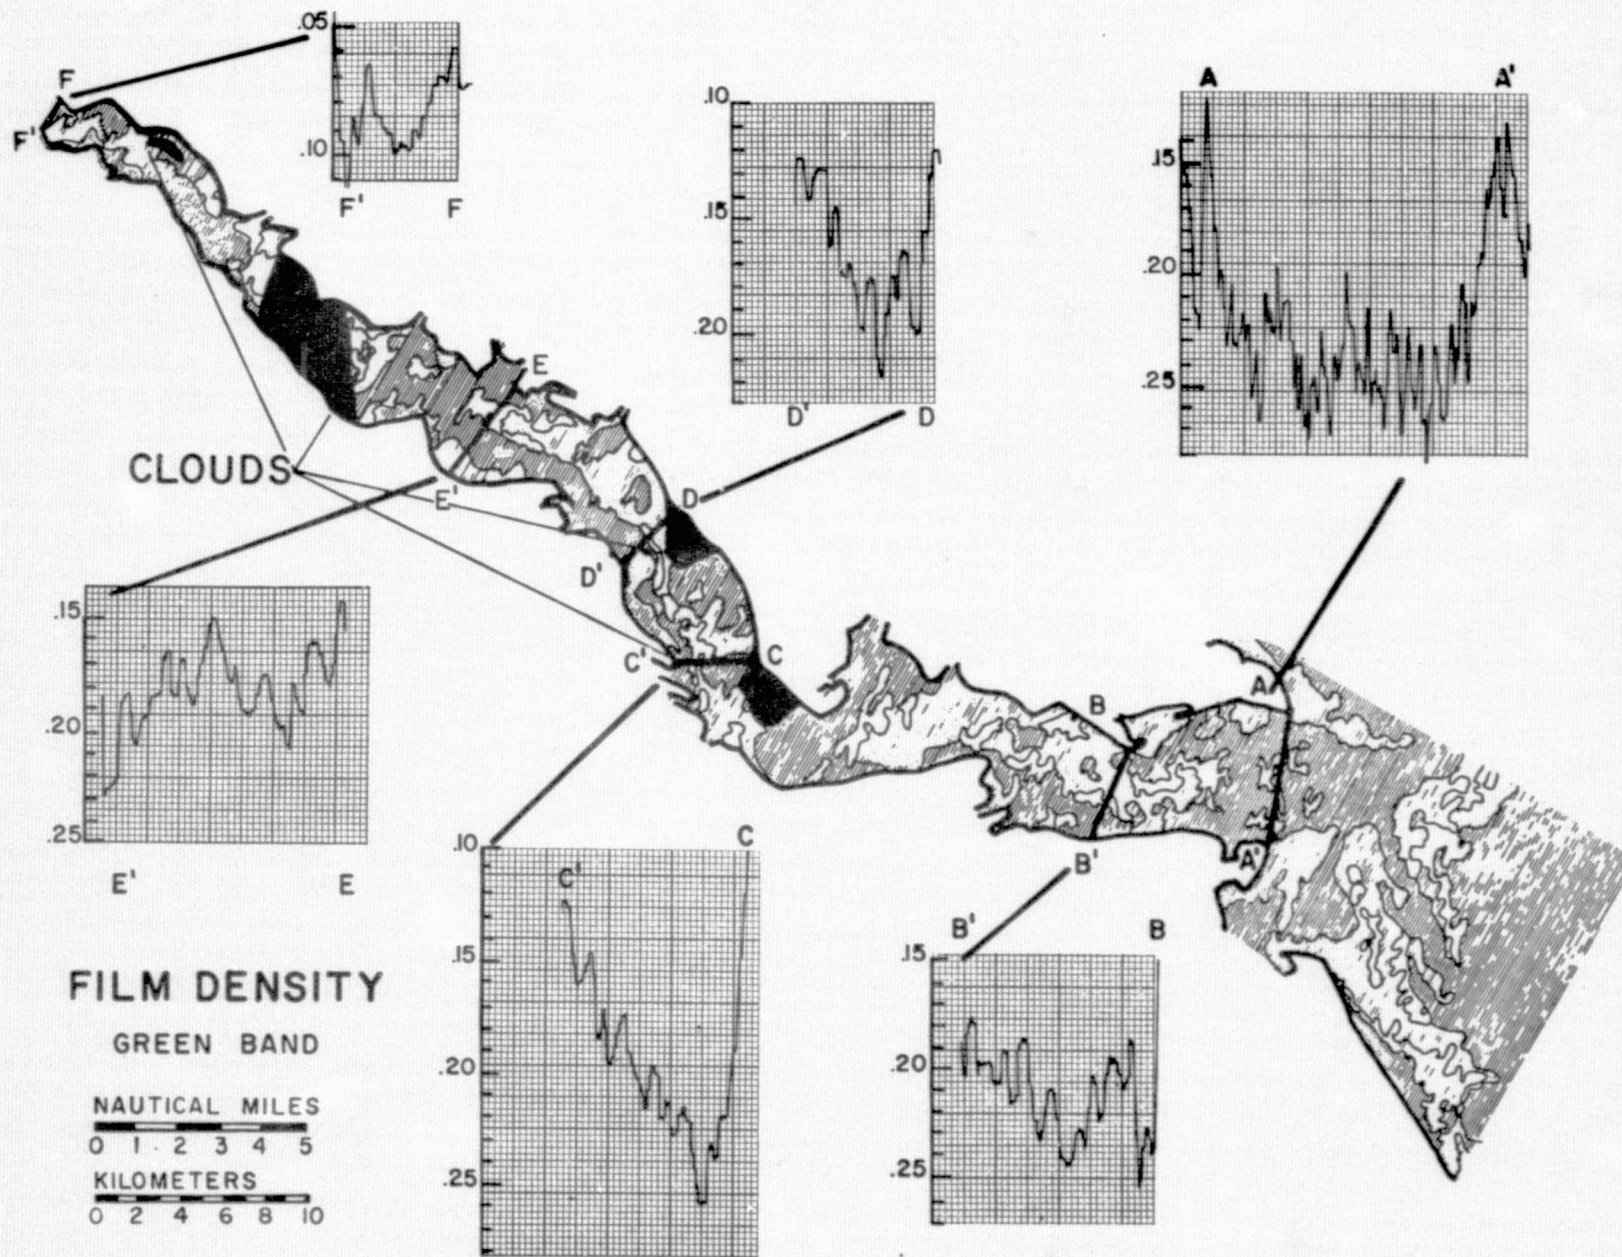 .05
.10
F' F
F
F'
.10
.15
.20
D' D
A A'
.15
.20
.25
E
E'
CLOUDS
D
D'
C'
C
B
B'
A
A'
.15
.20
.25
E' E
.10
.15
.20
.25
C'
C
B' B
.15
.20
.25
FILM DENSITY
GREEN BAND
NAUTICAL MILES
0 1 2 3 4 5
KILOMETERS
0 2 4 6 8 10